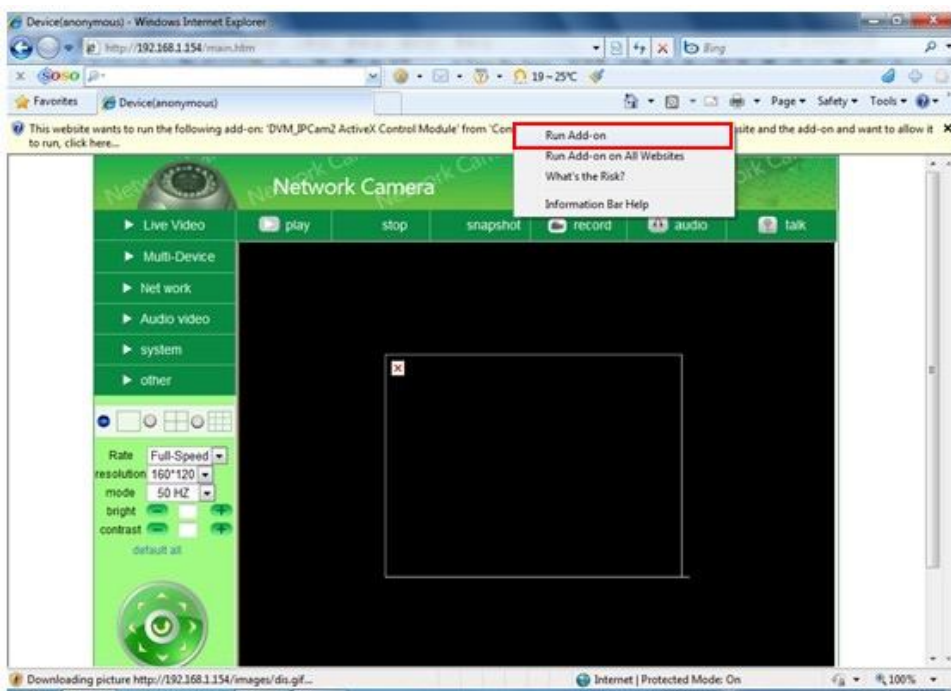 Device(anonymous) - Windows Internet Explorer
http://192.168.1.154/main.htm
Bing
x SOSO
19~25℃
Favorites Device(anonymous) Page Safety Tools
This website wants to run the following add-on: 'DVM_IPCam2 ActiveX Control Module' from 'Con site and the add-on and want to allow it
to run, click here...
Run Add-on
Run Add-on on All Websites
What's the Risk?
Information Bar Help
Network Camera
Live Video play stop snapshot record audio talk
Multi-Device
Net work
Audio video
system
other
Rate Full-Speed
resolution 160*120
mode 50 HZ
bright
contrast
default all
Downloading picture http://192.168.1.154/images/dis.gif... Internet | Protected Mode: On 100%